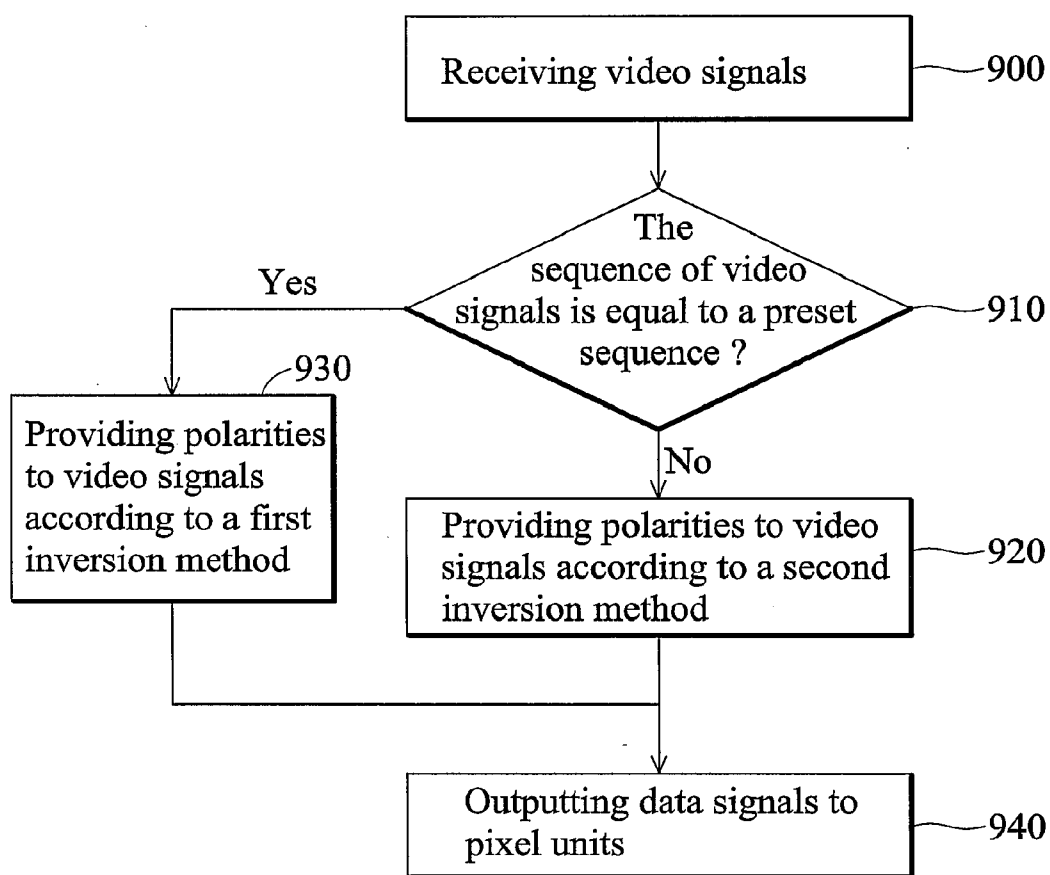 Receiving video signals
900
The
sequence of video
signals is equal to a preset
sequence ?
910
Yes
930
Providing polarities
to video signals
according to a first
inversion method
No
Providing polarities to video
signals according to a second
inversion method
920
Outputting data signals to
pixel units
940